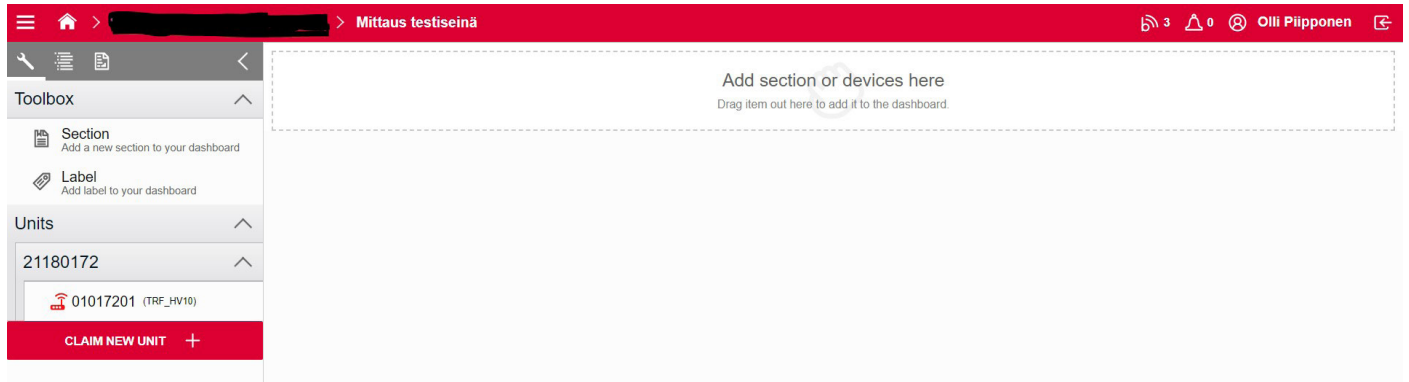 > > Mittaus testiseinä 3 0 Olli Piipponen
Toolbox
Section
Add a new section to your dashboard
Label
Add label to your dashboard
Units
21180172
01017201 (TRF_HV10)
CLAIM NEW UNIT +
Add section or devices here
Drag item out here to add it to the dashboard.